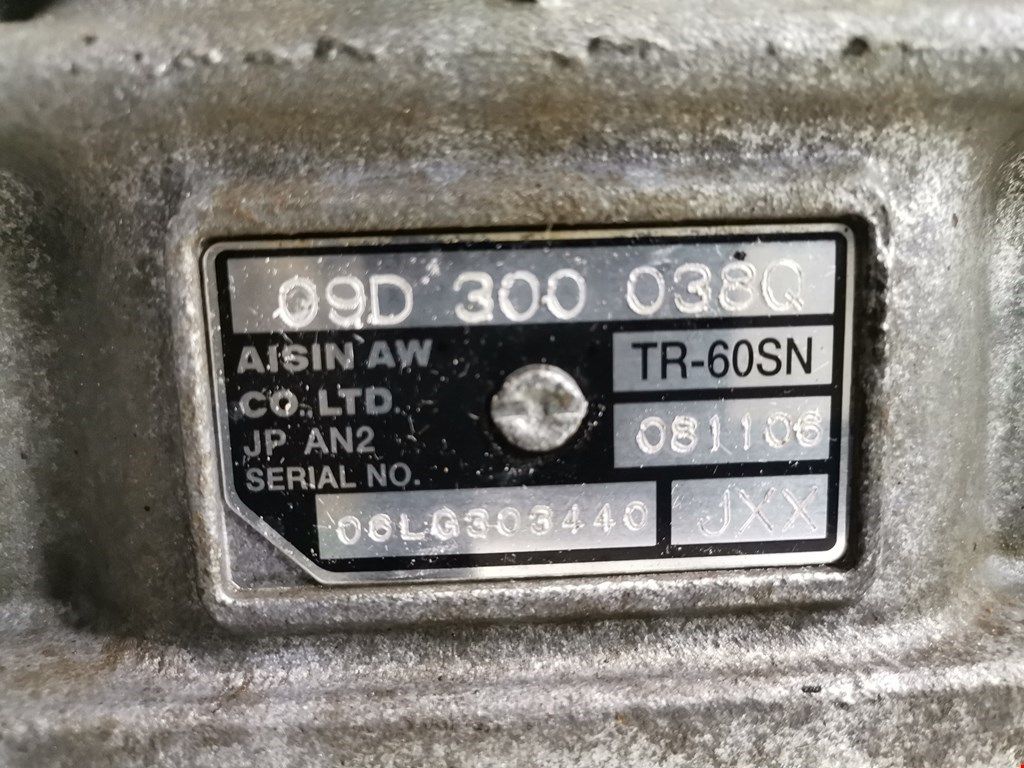 09D 300 038Q
AISIN AW
CO. LTD.
JP AN2
SERIAL NO.
TR-60SN
081106
06LG303440
JXX